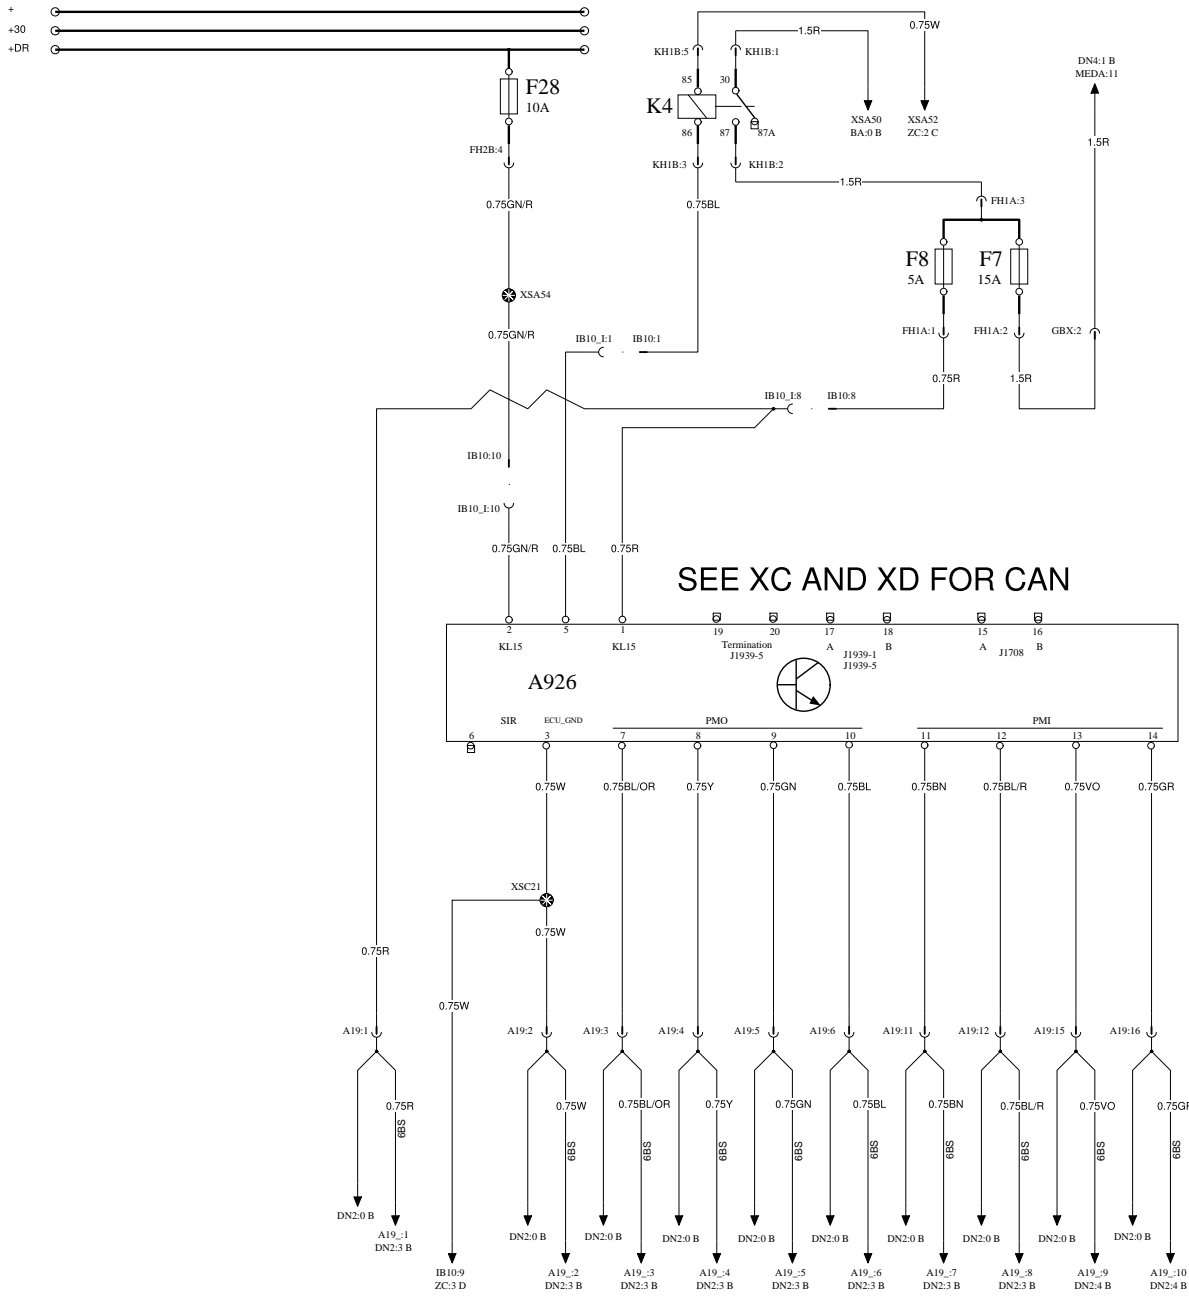 +
+30
+DR
F28
10A
FH2B:4
0.75GN/R
XSA54
0.75GN/R
KH1B:5
KH1B:1
1.5R
0.75W
85
30
K4
86
87
87A
KH1B:3
KH1B:2
XSA50
BA:0 B
XSA52
ZC:2 C
DN4:1 B
MEDA:11
1.5R
1.5R
0.75BL
FH1A:3
F8
5A
F7
15A
FH1A:1
FH1A:2
GBX:2
IB10_I:1
IB10:1
0.75R
1.5R
IB10_I:8
IB10:8
IB10:10
IB10_I:10
0.75GN/R
0.75BL
0.75R
SEE XC AND XD FOR CAN
2
5
1
19
20
17
18
15
16
KL15
KL15
Termination
J1939-5
A
J1939-1
J1939-5
B
A
J1708
B
A926
SIR
ECU_GND
PMO
PMI
6
3
7
8
9
10
11
12
13
14
0.75W
0.75BL/OR
0.75Y
0.75GN
0.75BL
0.75BN
0.75BL/R
0.75VO
0.75GR
XSC21
0.75W
0.75R
0.75W
A19:1
A19:2
A19:3
A19:4
A19:5
A19:6
A19:11
A19:12
A19:15
A19:16
0.75R
0.75W
0.75BL/OR
0.75Y
0.75GN
0.75BL
0.75BN
0.75BL/R
0.75VO
6BS
6BS
6BS
6BS
6BS
6BS
6BS
6BS
6BS
6BS
DN2:0 B
A19_:1
DN2:3 B
DN2:0 B
DN2:0 B
DN2:0 B
DN2:0 B
DN2:0 B
DN2:0 B
DN2:0 B
DN2:0 B
DN2:0 B
IB10:9
ZC:3 D
A19_:2
DN2:3 B
A19_:3
DN2:3 B
A19_:4
DN2:3 B
A19_:5
DN2:3 B
A19_:6
DN2:3 B
A19_:7
DN2:3 B
A19_:8
DN2:3 B
A19_:9
DN2:4 B
A19_:10
DN2:4 B